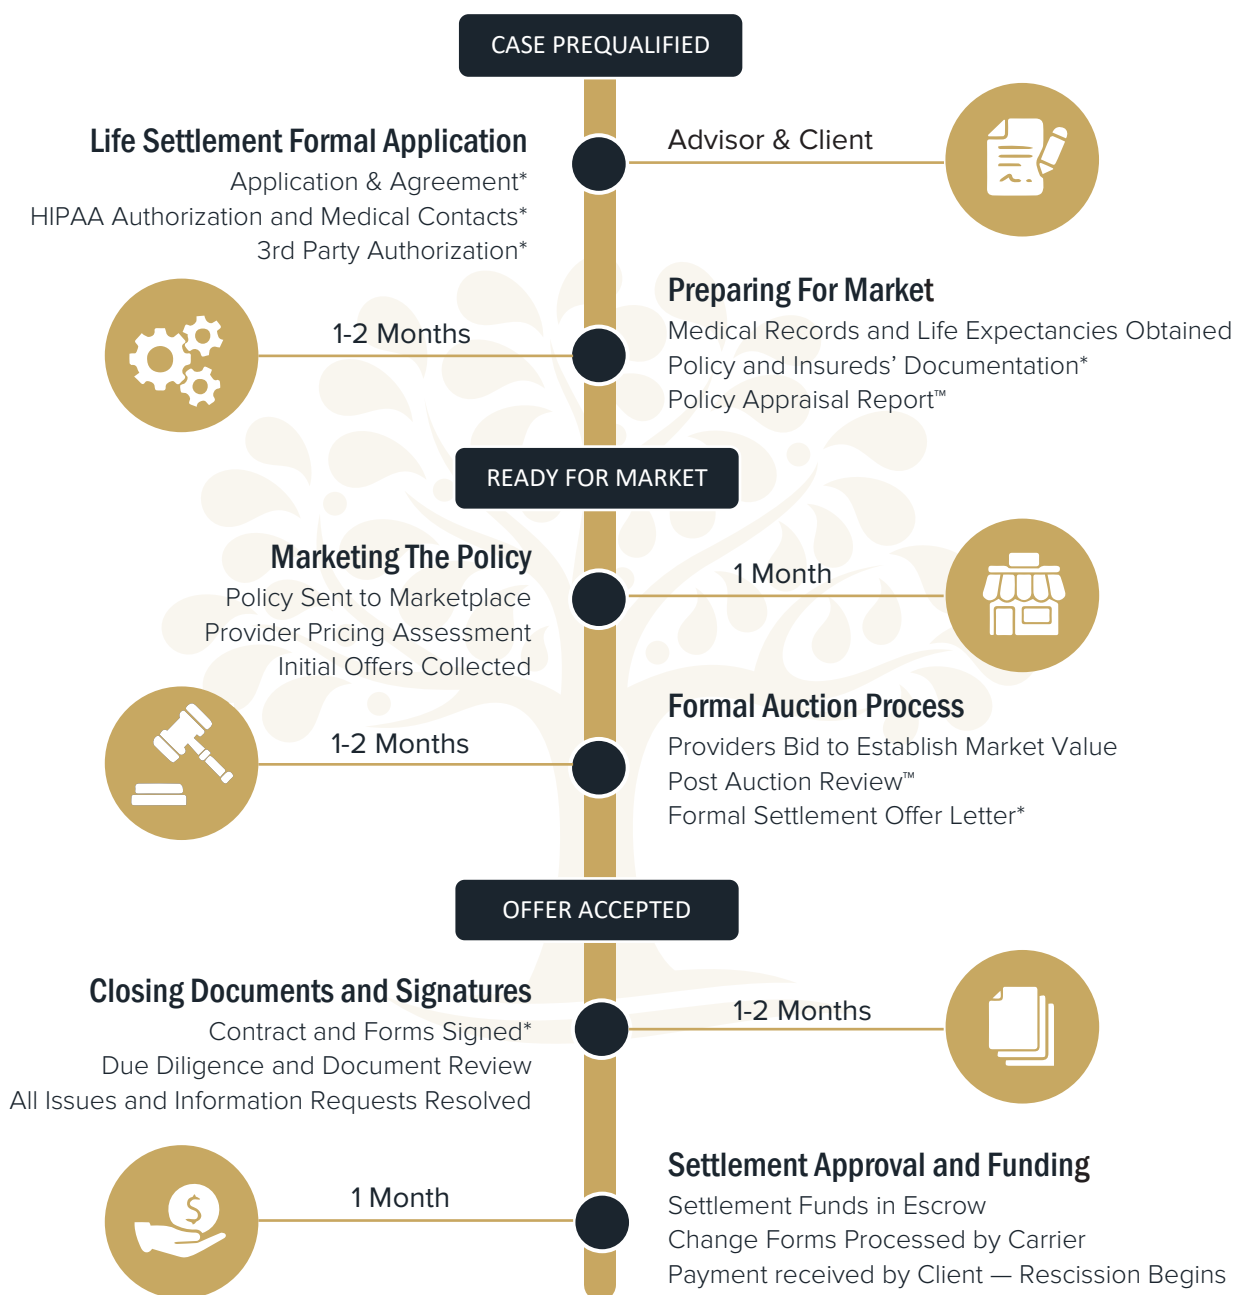 CASE PREQUALIFIED
Life Settlement Formal Application
Application & Agreement*
HIPAA Authorization and Medical Contacts*
3rd Party Authorization*
Advisor & Client
1-2 Months
Preparing For Market
Medical Records and Life Expectancies Obtained
Policy and Insureds’ Documentation*
Policy Appraisal Report™
READY FOR MARKET
Marketing The Policy
Policy Sent to Marketplace
Provider Pricing Assessment
Initial Offers Collected
1 Month
1-2 Months
Formal Auction Process
Providers Bid to Establish Market Value
Post Auction Review™
Formal Settlement Offer Letter*
OFFER ACCEPTED
Closing Documents and Signatures
Contract and Forms Signed*
Due Diligence and Document Review
All Issues and Information Requests Resolved
1-2 Months
1 Month
$
Settlement Approval and Funding
Settlement Funds in Escrow
Change Forms Processed by Carrier
Payment received by Client — Rescission Begins